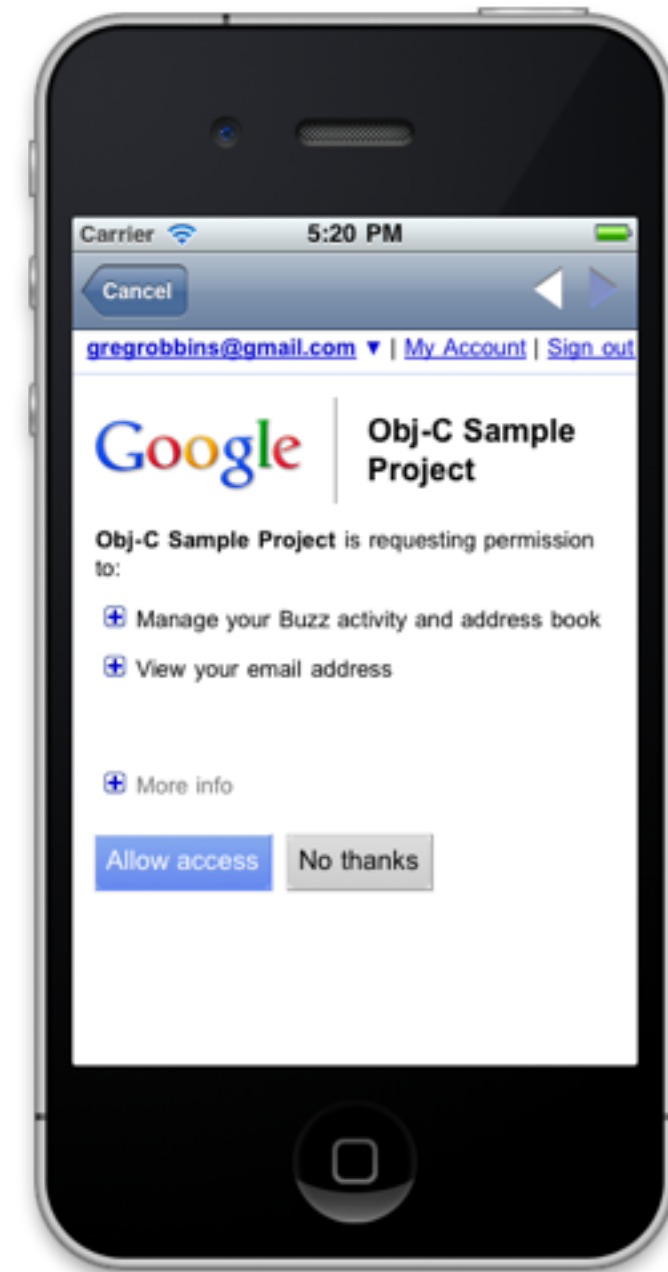 Carrier 5:20 PM
Cancel
gregrobbins@gmail.com ▼ | My Account | Sign out
Google
Obj-C Sample
Project
Obj-C Sample Project is requesting permission
to:
Manage your Buzz activity and address book
View your email address
More info
Allow access No thanks